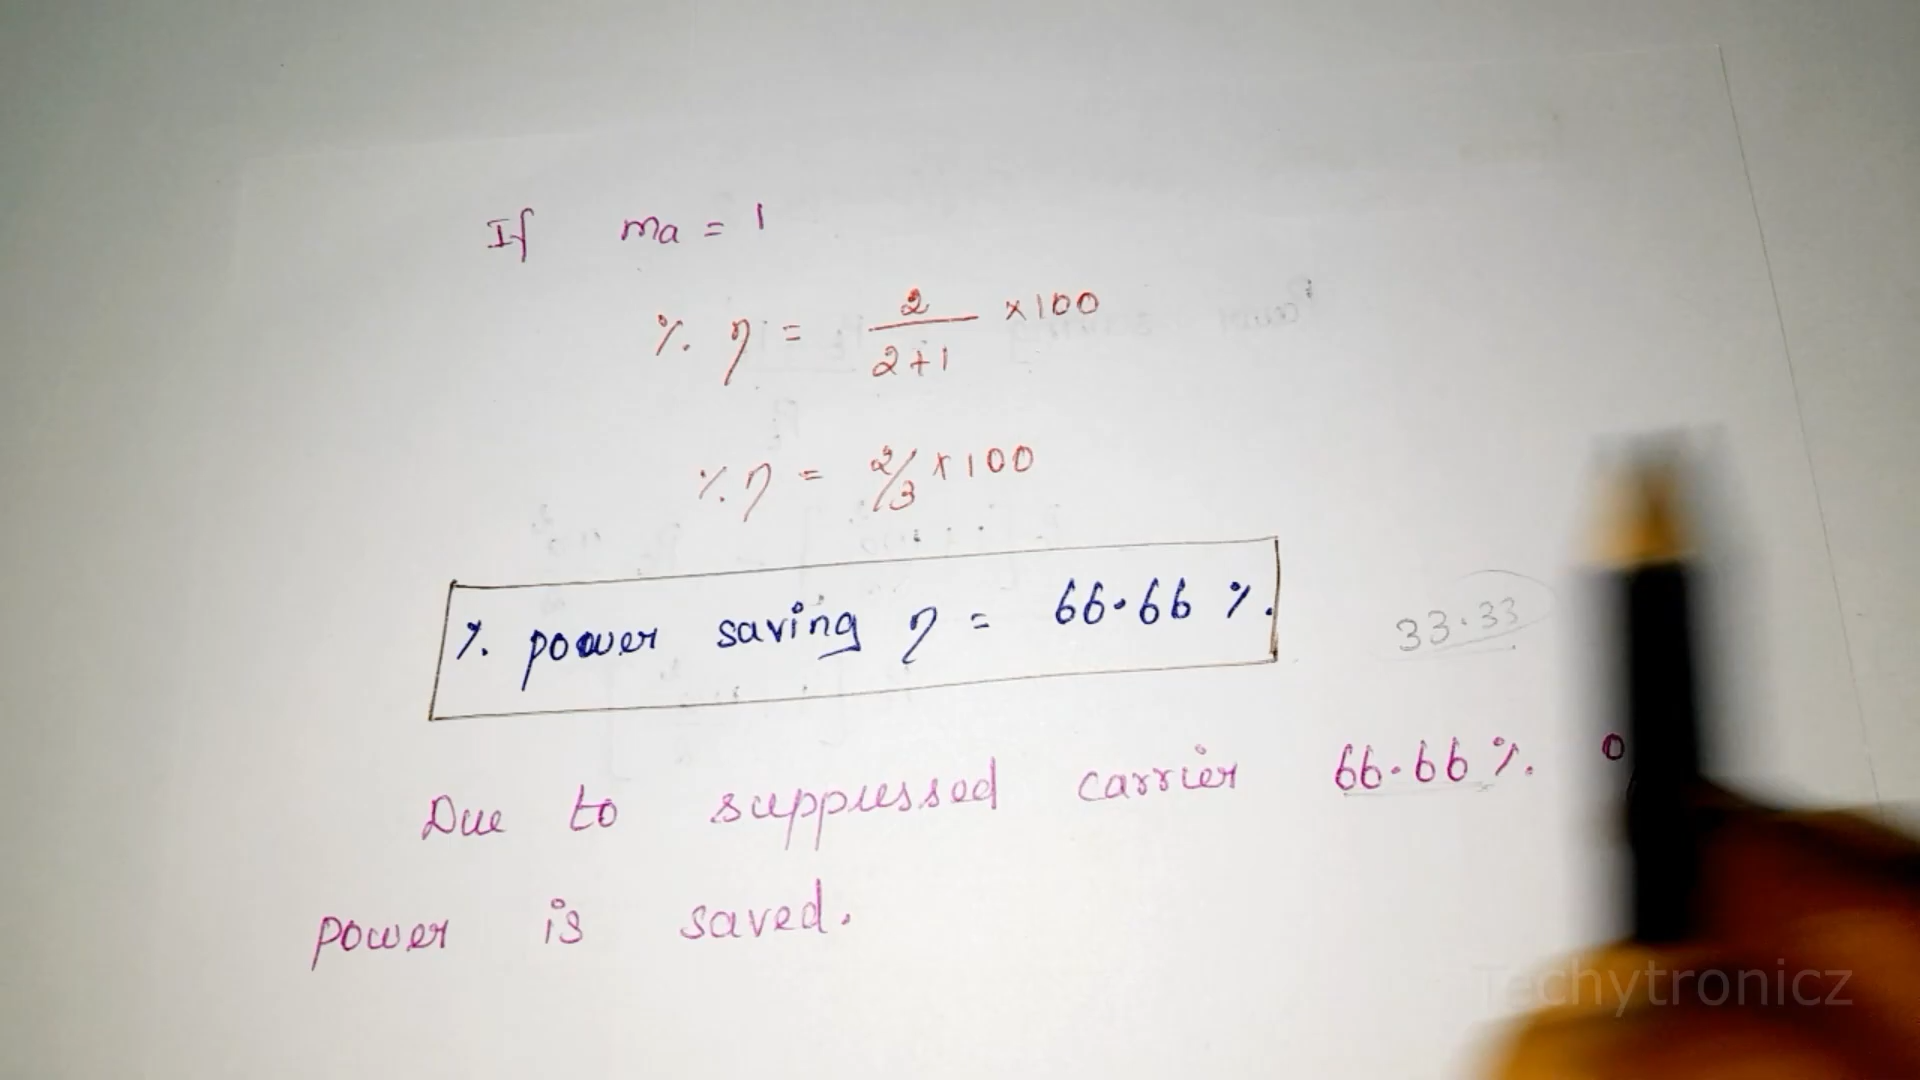 If ma = 1
% η = 2/2+1 ×100
% η = 2/3 ×100
% power saving η = 66.66 %
33.33
Due to suppressed carrier 66.66 %
power is saved.
Techytronicz